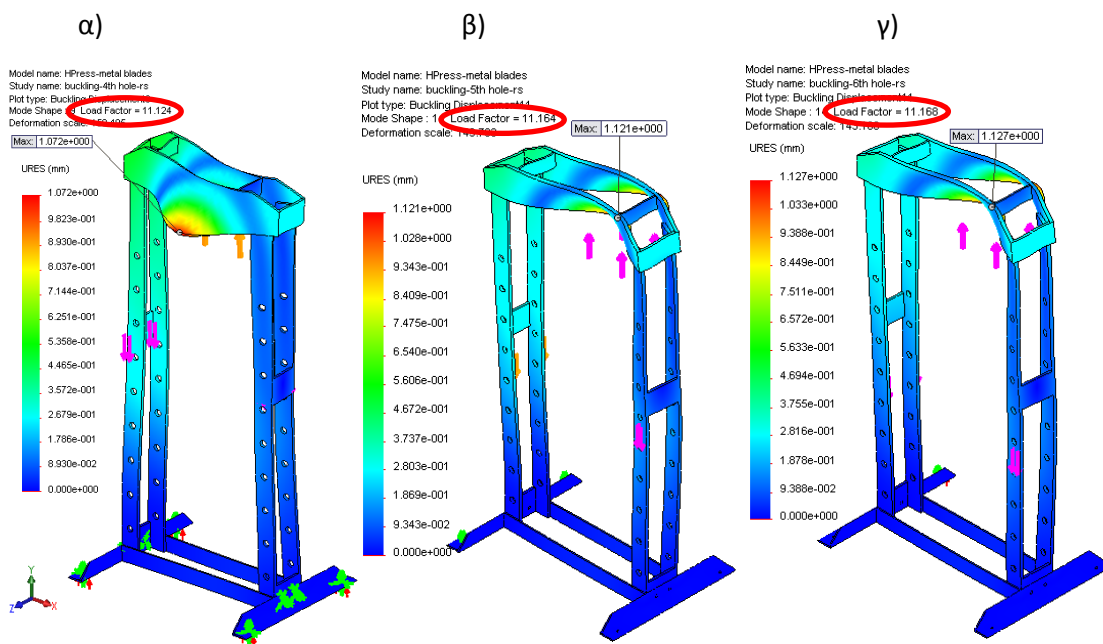 α)
β)
γ)
Model name: HPress-metal blades
Study name: buckling-4th hole-rs
Plot type: Buckling
Mode Shape : Load Factor = 11.124
Deformation scale:
Max: 1.072e+000
URES (mm)
1.072e+000
9.823e-001
8.930e-001
8.037e-001
7.144e-001
6.251e-001
5.358e-001
4.465e-001
3.572e-001
2.679e-001
1.786e-001
8.930e-002
0.000e+000
Y
Z
X
Model name: HPress-metal blades
Study name: buckling-5th hole-rs
Plot type: Buckling
Mode Shape : 1 Load Factor = 11.164
Deformation scale:
Max: 1.121e+000
URES (mm)
1.121e+000
1.028e+000
9.343e-001
8.409e-001
7.475e-001
6.540e-001
5.606e-001
4.672e-001
3.737e-001
2.803e-001
1.869e-001
9.343e-002
0.000e+000
Model name: HPress-metal blades
Study name: buckling-6th hole-rs
Plot type: Buckling
Mode Shape : 1 Load Factor = 11.168
Deformation scale:
Max: 1.127e+000
URES (mm)
1.127e+000
1.033e+000
9.388e-001
8.449e-001
7.511e-001
6.572e-001
5.633e-001
4.694e-001
3.755e-001
2.816e-001
1.878e-001
9.388e-002
0.000e+000